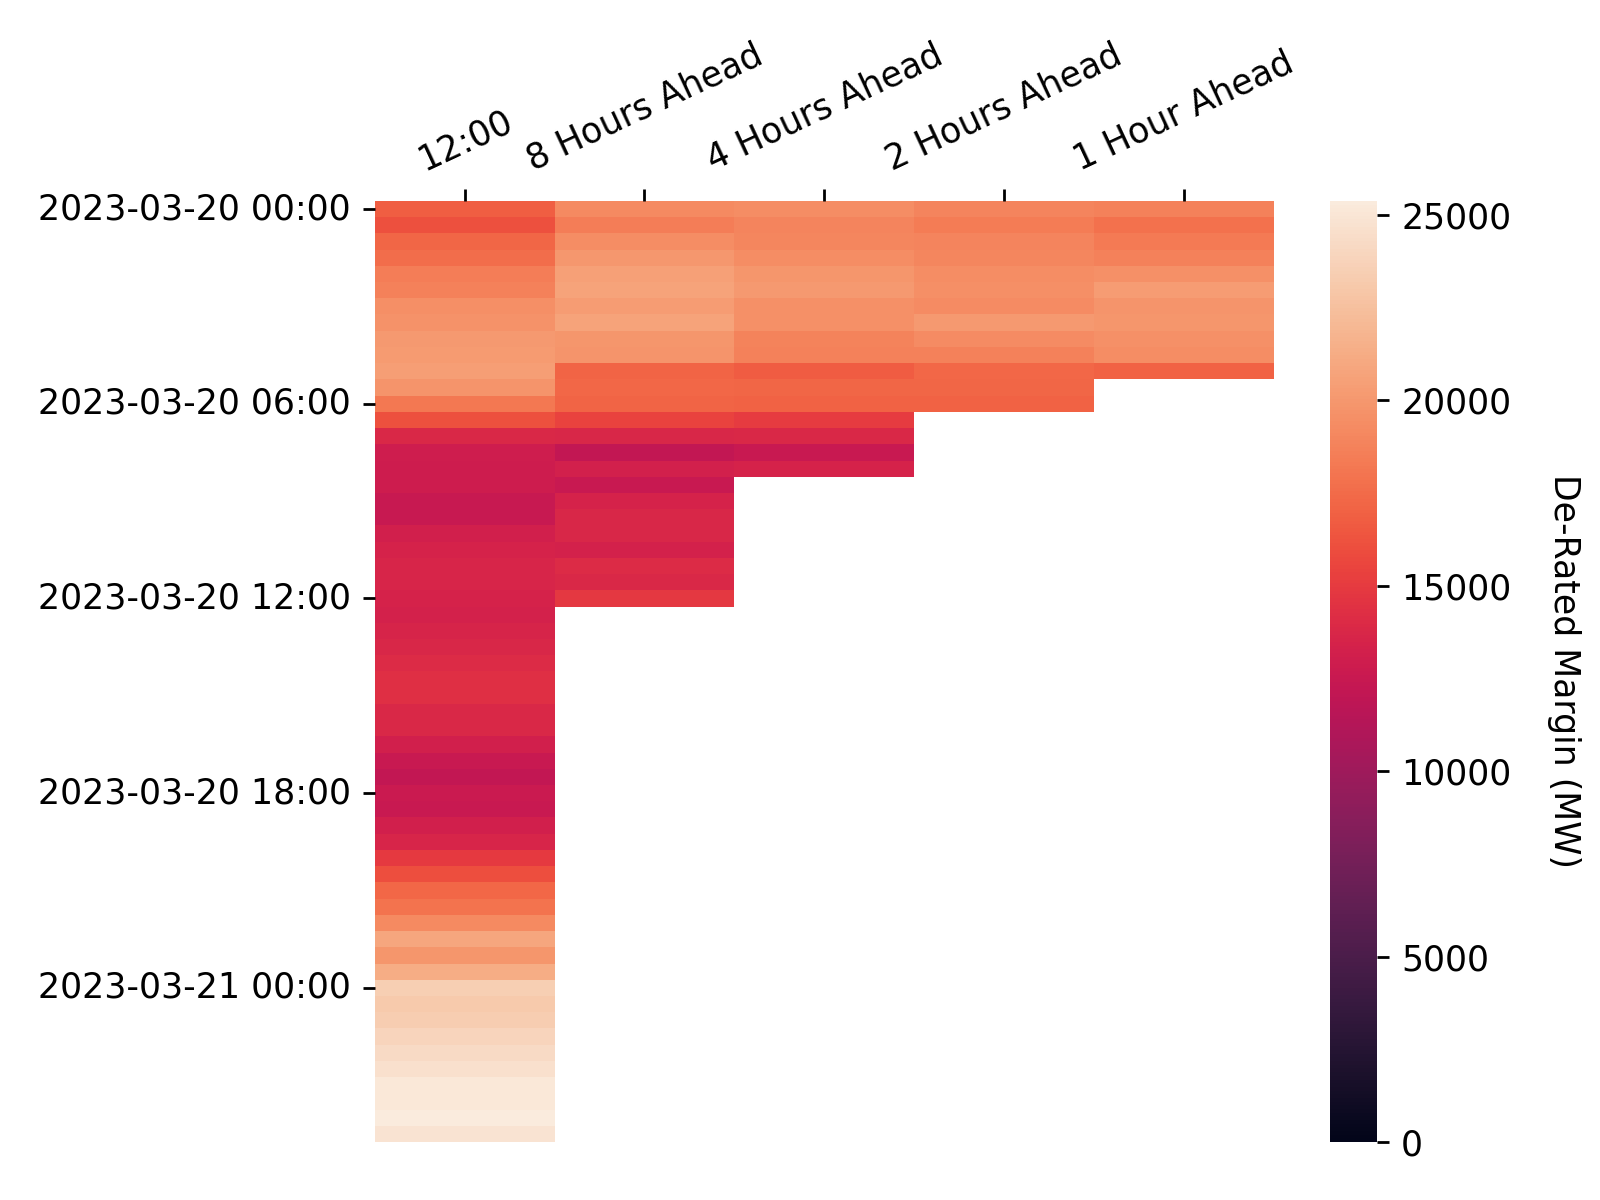 12:00
8 Hours Ahead
4 Hours Ahead
2 Hours Ahead
1 Hour Ahead
2023-03-20 00:00
2023-03-20 06:00
2023-03-20 12:00
2023-03-20 18:00
2023-03-21 00:00
25000
20000
15000
10000
5000
0
De-Rated Margin (MW)